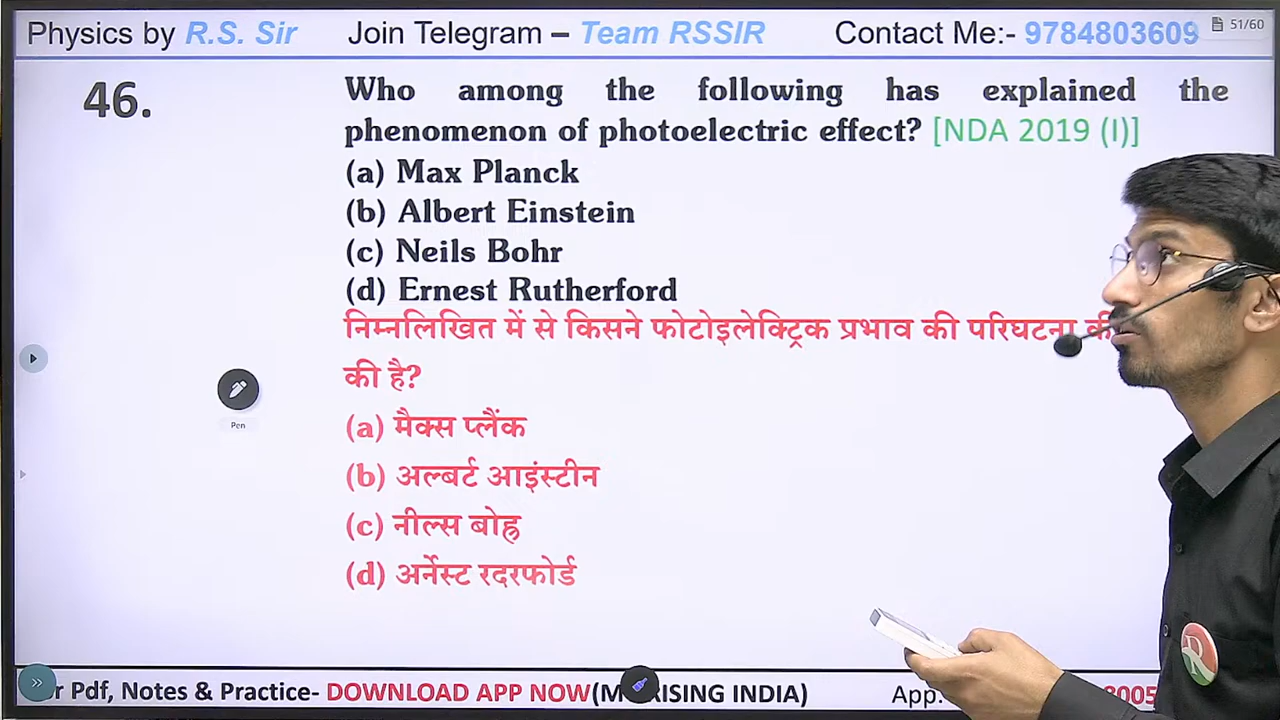 Physics by R.S. Sir Join Telegram – Team RSSIR Contact Me:- 9784803609 51/60
46. Who among the following has explained the
phenomenon of photoelectric effect? [NDA 2019 (I)]
(a) Max Planck
(b) Albert Einstein
(c) Neils Bohr
(d) Ernest Rutherford
निम्नलिखित में से किसने फोटोइलेक्ट्रिक प्रभाव की परिघटना की
की है?
(a) मैक्स प्लैंक
Pen
(b) अल्बर्ट आइंस्टीन
(c) नील्स बोह्र
(d) अर्नेस्ट रदरफोर्ड
Pdf, Notes & Practice- DOWNLOAD APP NOW( RISING INDIA) App.